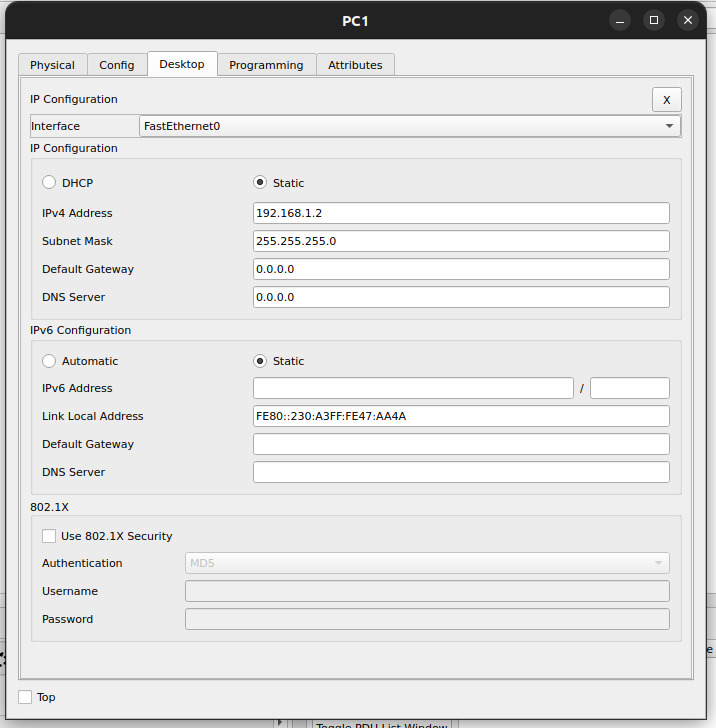 PC1
Physical Config Desktop Programming Attributes
IP Configuration X
Interface FastEthernet0
IP Configuration
DHCP Static
IPv4 Address 192.168.1.2
Subnet Mask 255.255.255.0
Default Gateway 0.0.0.0
DNS Server 0.0.0.0
IPv6 Configuration
Automatic Static
IPv6 Address /
Link Local Address FE80::230:A3FF:FE47:AA4A
Default Gateway
DNS Server
802.1X
Use 802.1X Security
Authentication MD5
Username
Password
Top
Toggle PDU List Window